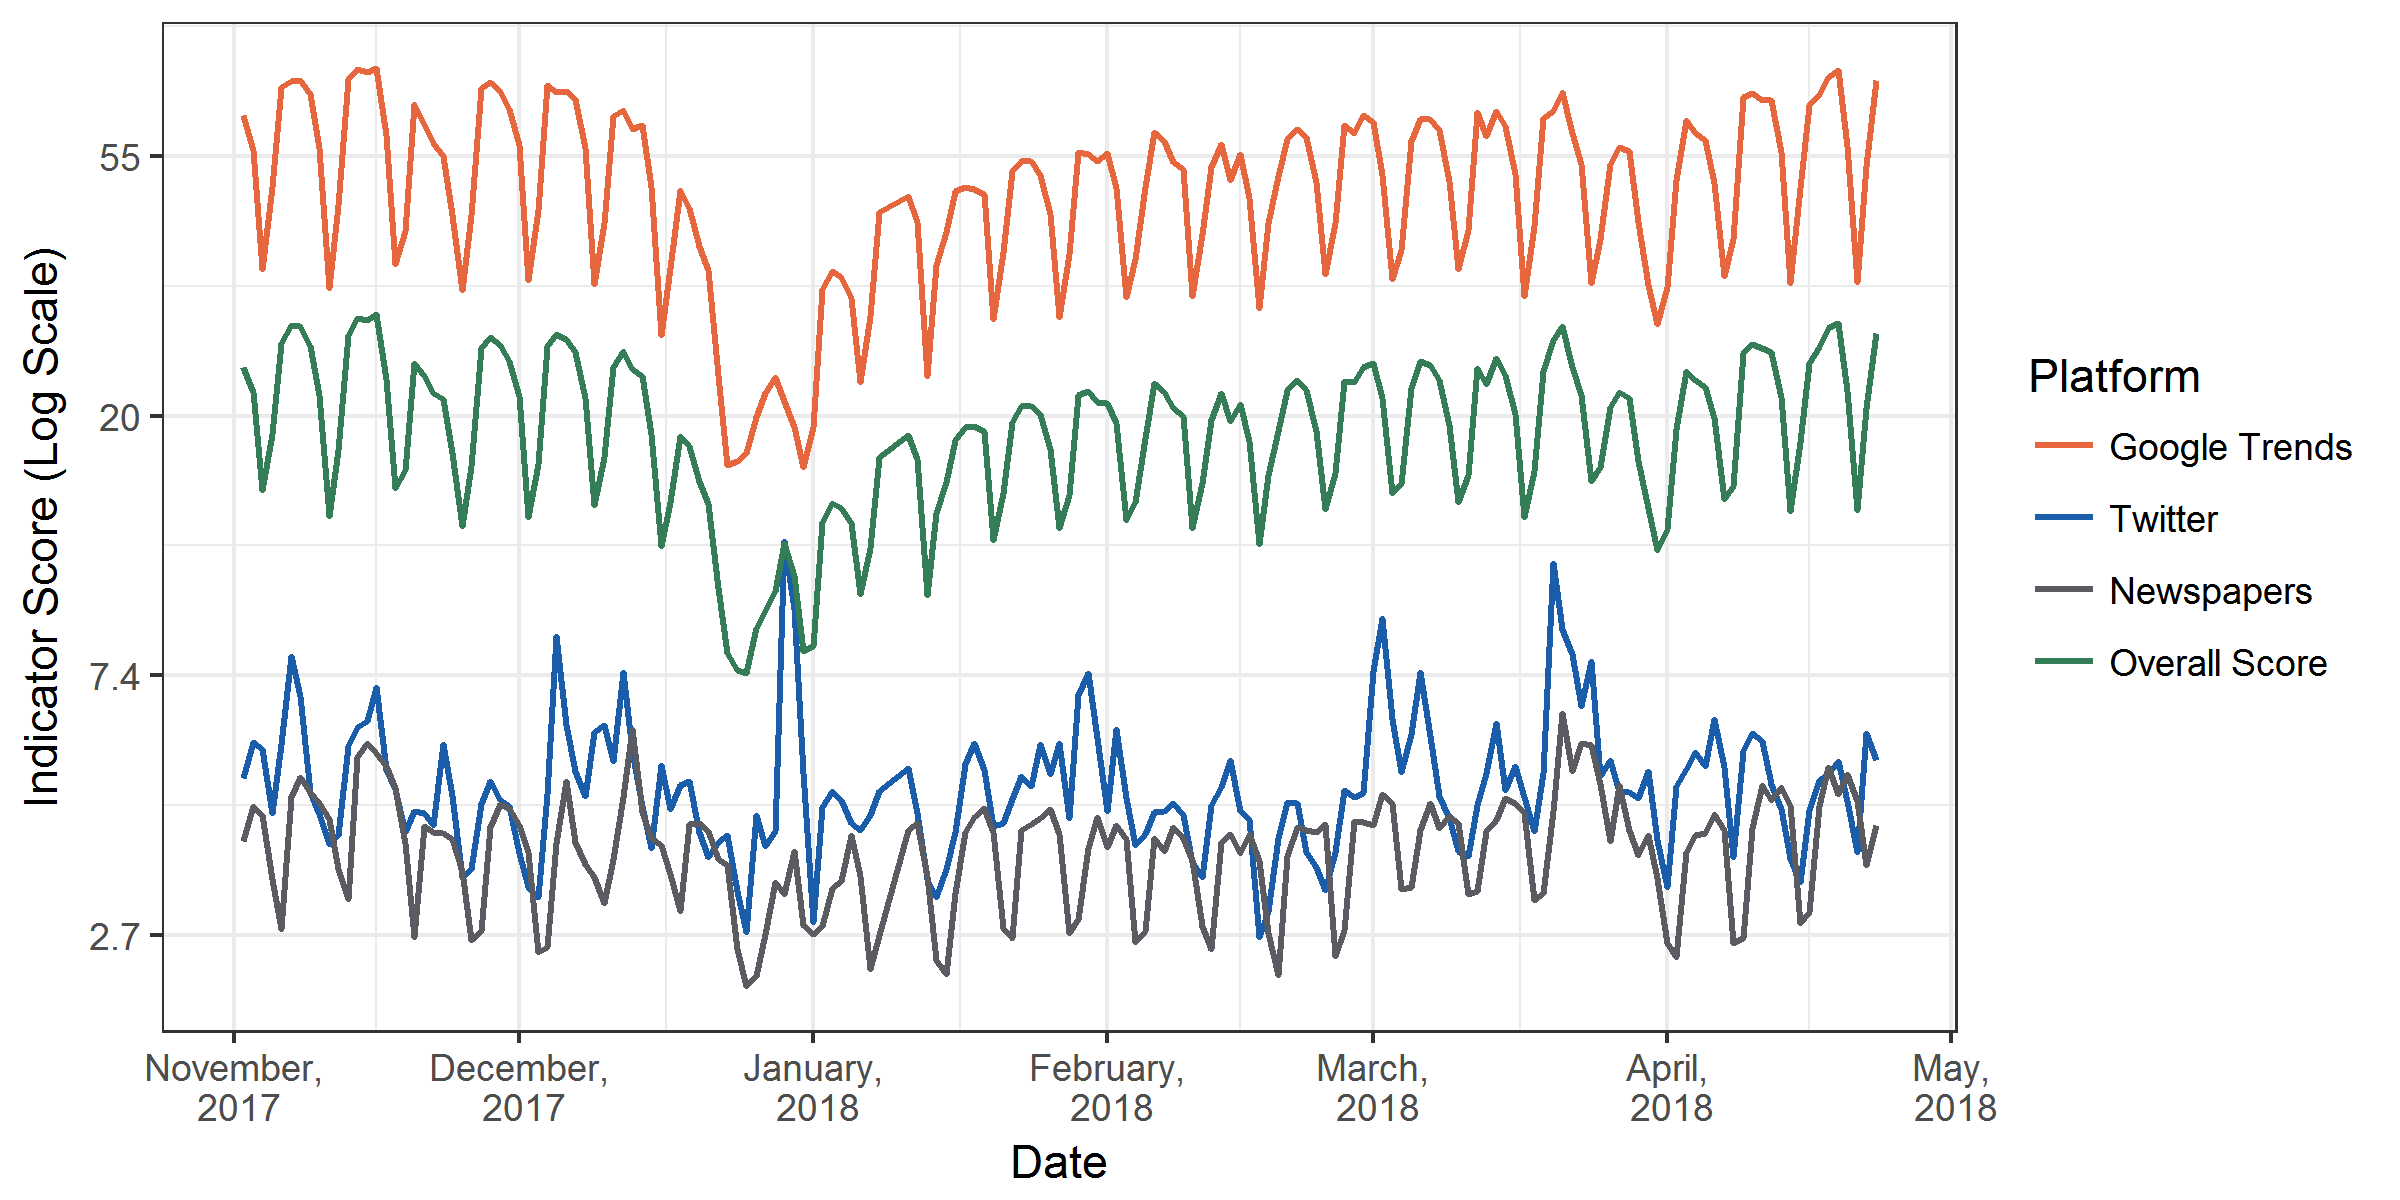 Indicator Score (Log Scale)
55
20
7.4
2.7
November,
2017
December,
2017
January,
2018
February,
2018
March,
2018
April,
2018
May,
2018
Date
Platform
Google Trends
Twitter
Newspapers
Overall Score